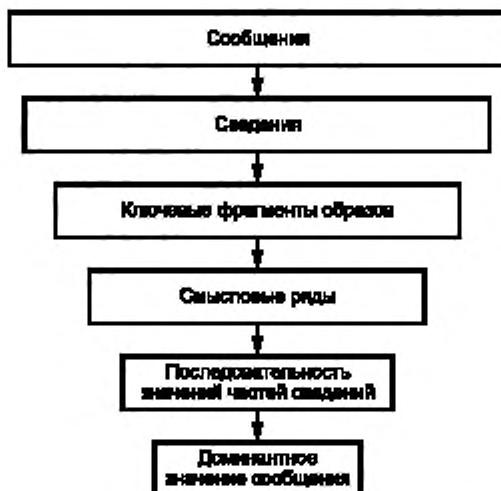 Сообщения
Сведения
Ключевые фрагменты образов
Смысловые ряды
Последовательность
значений частей сведений
Доминантное
значение сообщения